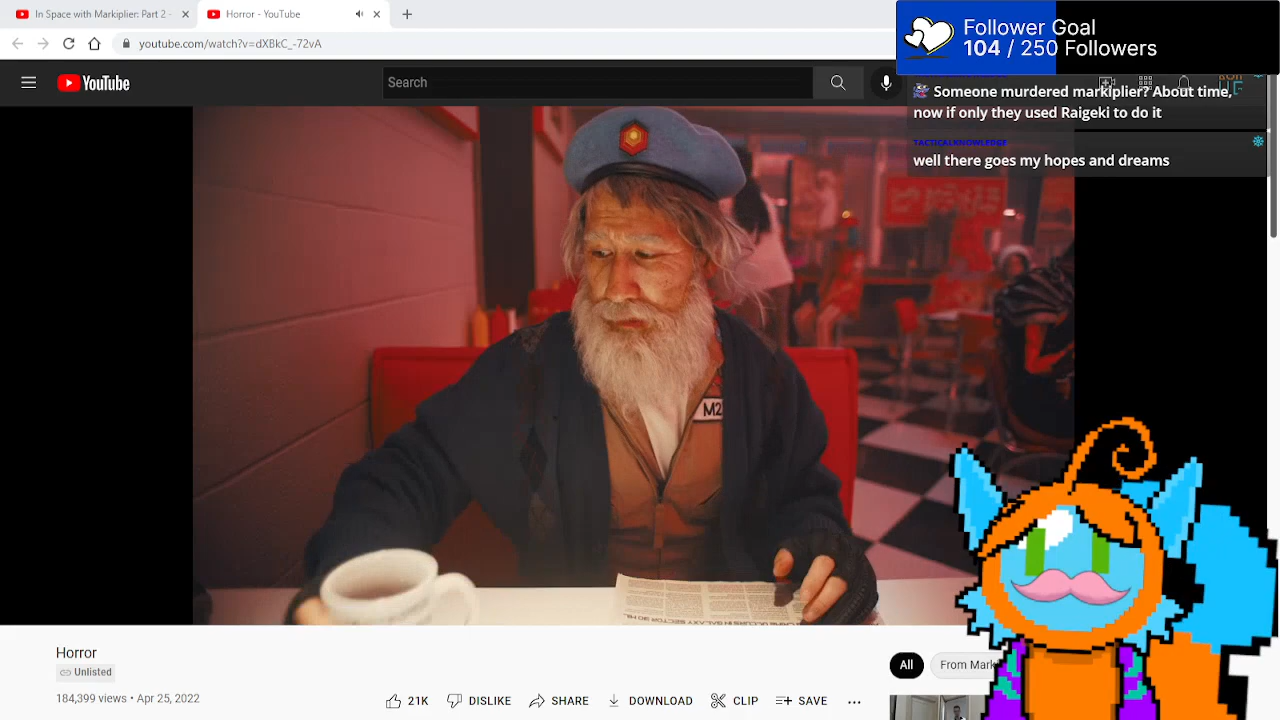 In Space with Markiplier: Part 2 -
Horror - YouTube
youtube.com/watch?v=dXBkC_-72vA
Follower Goal
104 / 250 Followers
YouTube
Search
Someone murdered markiplier? About time,
now if only they used Raigeki to do it
TACTICALKNOWLEDGE
well there goes my hopes and dreams
M2
Horror
Unlisted
184,399 views • Apr 25, 2022
21K
DISLIKE
SHARE
DOWNLOAD
CLIP
SAVE
All
From Mark